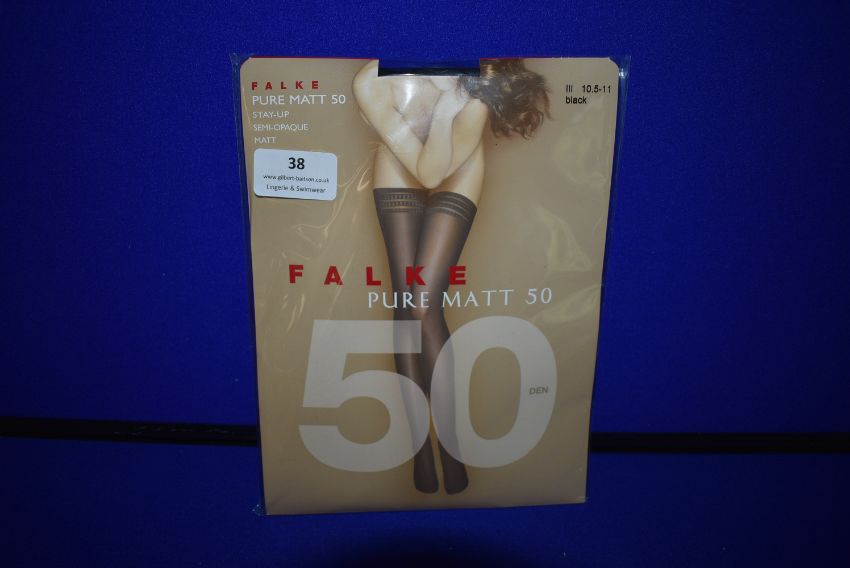 FALKE
PURE MATT 50
STAY-UP
SEMI-OPAQUE
MATT
III 10,5-11
black
38
www.gilbert-baitson.co.uk
Lingerie & Swimwear
FALKE
PURE MATT 50
50
DEN